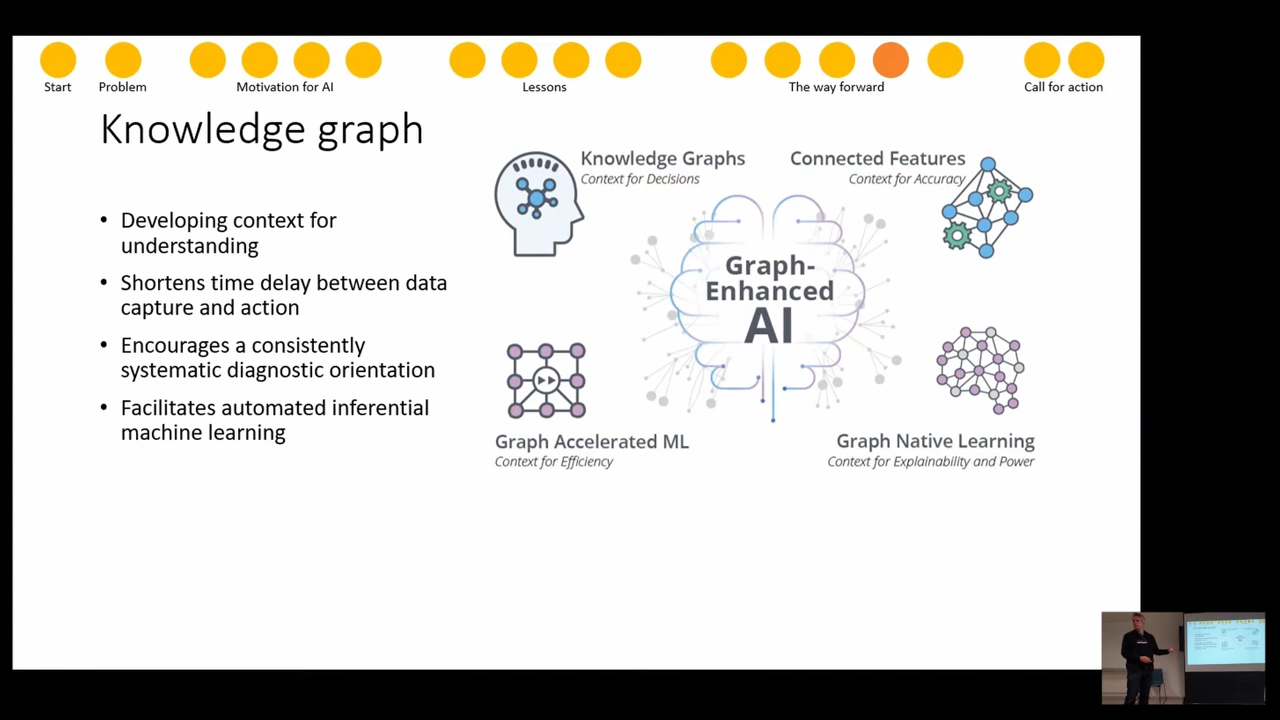 Start
Problem
Motivation for AI
Lessons
The way forward
Call for action
Knowledge graph
• Developing context for
understanding
• Shortens time delay between data
capture and action
• Encourages a consistently
systematic diagnostic orientation
• Facilitates automated inferential
machine learning
Knowledge Graphs
Context for Decisions
Connected Features
Context for Accuracy
Graph-
Enhanced
AI
Graph Accelerated ML
Context for Efficiency
Graph Native Learning
Context for Explainability and Power